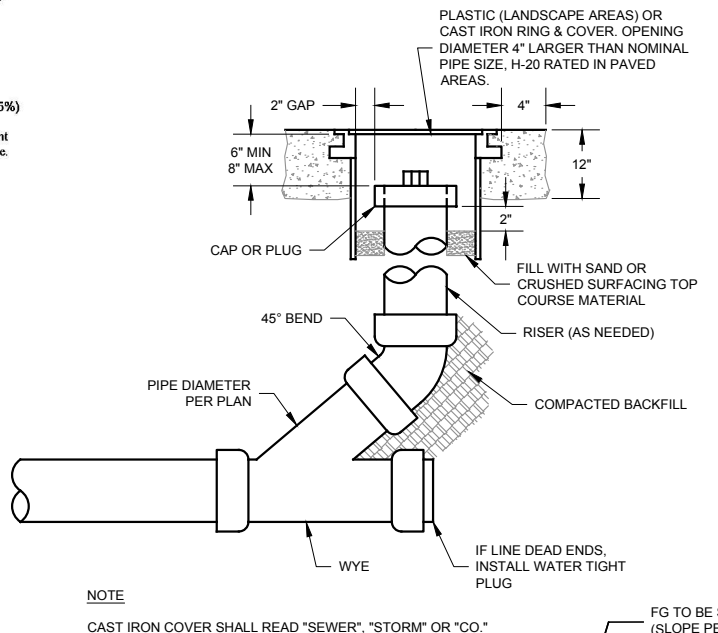 PLASTIC (LANDSCAPE AREAS) OR
CAST IRON RING & COVER. OPENING
DIAMETER 4" LARGER THAN NOMINAL
PIPE SIZE, H-20 RATED IN PAVED
AREAS.
5%)
2" GAP
4"
6" MIN
8" MAX
12"
2"
CAP OR PLUG
FILL WITH SAND OR
CRUSHED SURFACING TOP
COURSE MATERIAL
45° BEND
RISER (AS NEEDED)
PIPE DIAMETER
PER PLAN
COMPACTED BACKFILL
WYE
IF LINE DEAD ENDS,
INSTALL WATER TIGHT
PLUG
NOTE
CAST IRON COVER SHALL READ "SEWER", "STORM" OR "CO."
FG TO BE
(SLOPE